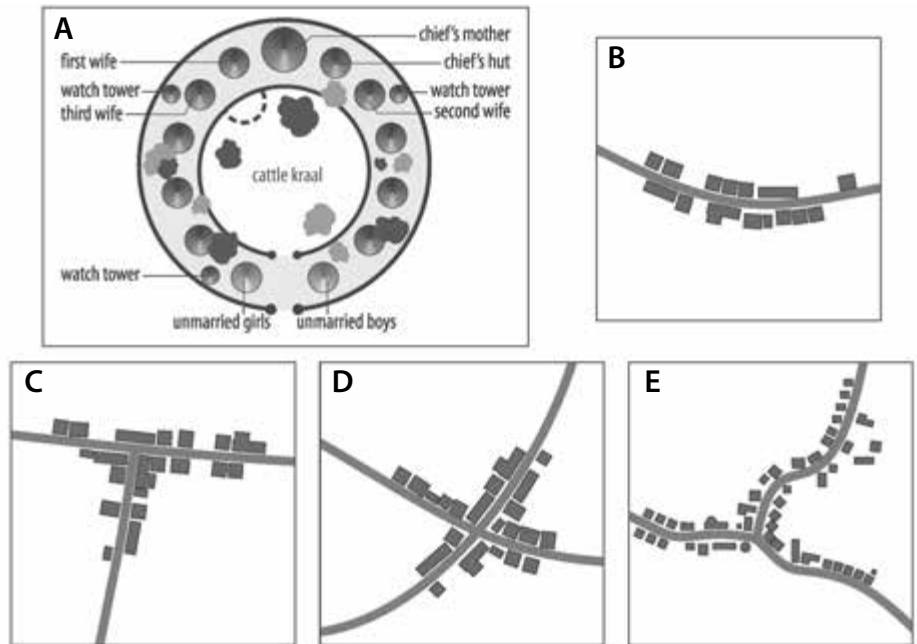 A
chief's mother
first wife
chief's hut
watch tower
watch tower
third wife
second wife
cattle kraal
watch tower
unmarried girls
unmarried boys
B
C
D
E